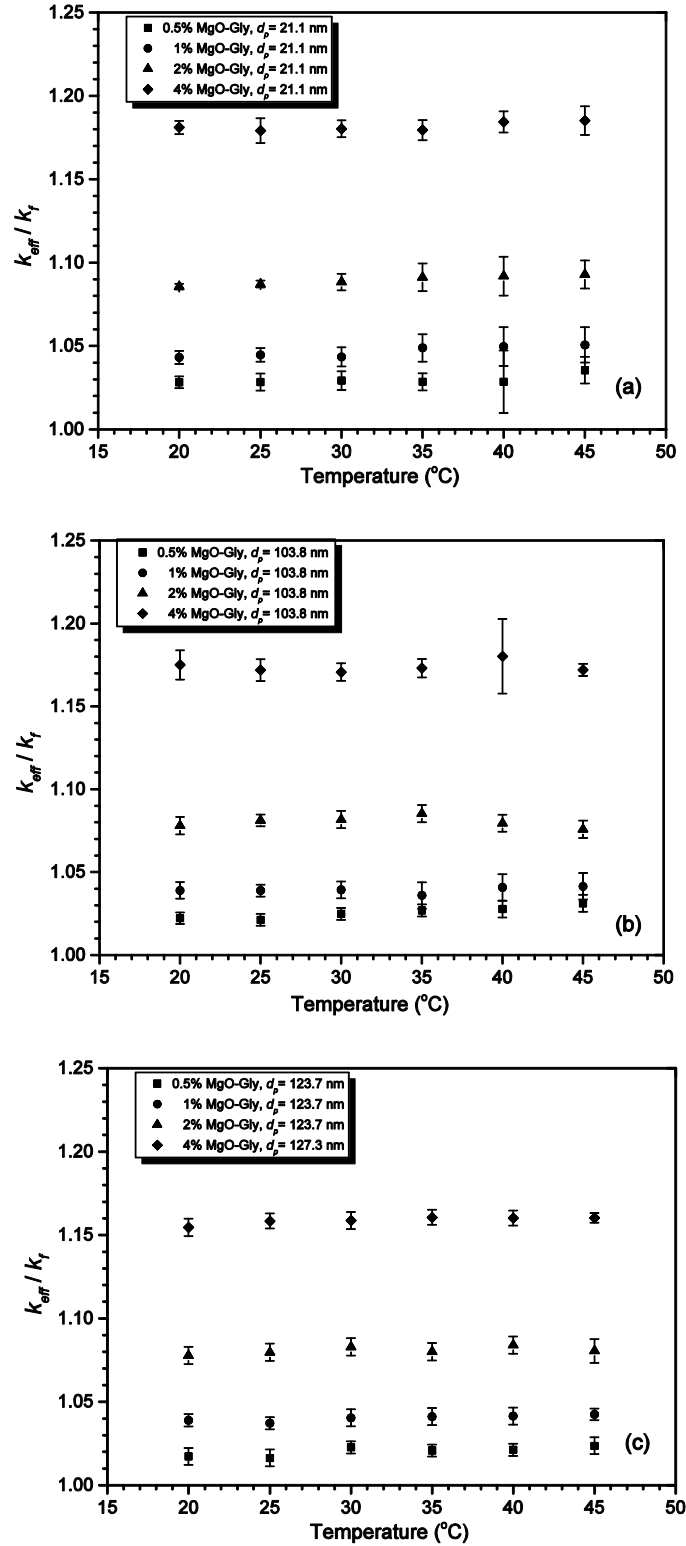 0.5% MgO-Gly, dp= 21.1 nm
1% MgO-Gly, dp= 21.1 nm
2% MgO-Gly, dp= 21.1 nm
4% MgO-Gly, dp= 21.1 nm
1.25
1.20
1.15
1.10
1.05
1.00
keff / kf
(a)
15 20 25 30 35 40 45 50
Temperature (oC)
0.5% MgO-Gly, dp= 103.8 nm
1% MgO-Gly, dp= 103.8 nm
2% MgO-Gly, dp= 103.8 nm
4% MgO-Gly, dp= 103.8 nm
1.25
1.20
1.15
1.10
1.05
1.00
keff / kf
(b)
15 20 25 30 35 40 45 50
Temperature (oC)
0.5% MgO-Gly, dp= 123.7 nm
1% MgO-Gly, dp= 123.7 nm
2% MgO-Gly, dp= 123.7 nm
4% MgO-Gly, dp= 127.3 nm
1.25
1.20
1.15
1.10
1.05
1.00
keff / kf
(c)
15 20 25 30 35 40 45 50
Temperature (oC)